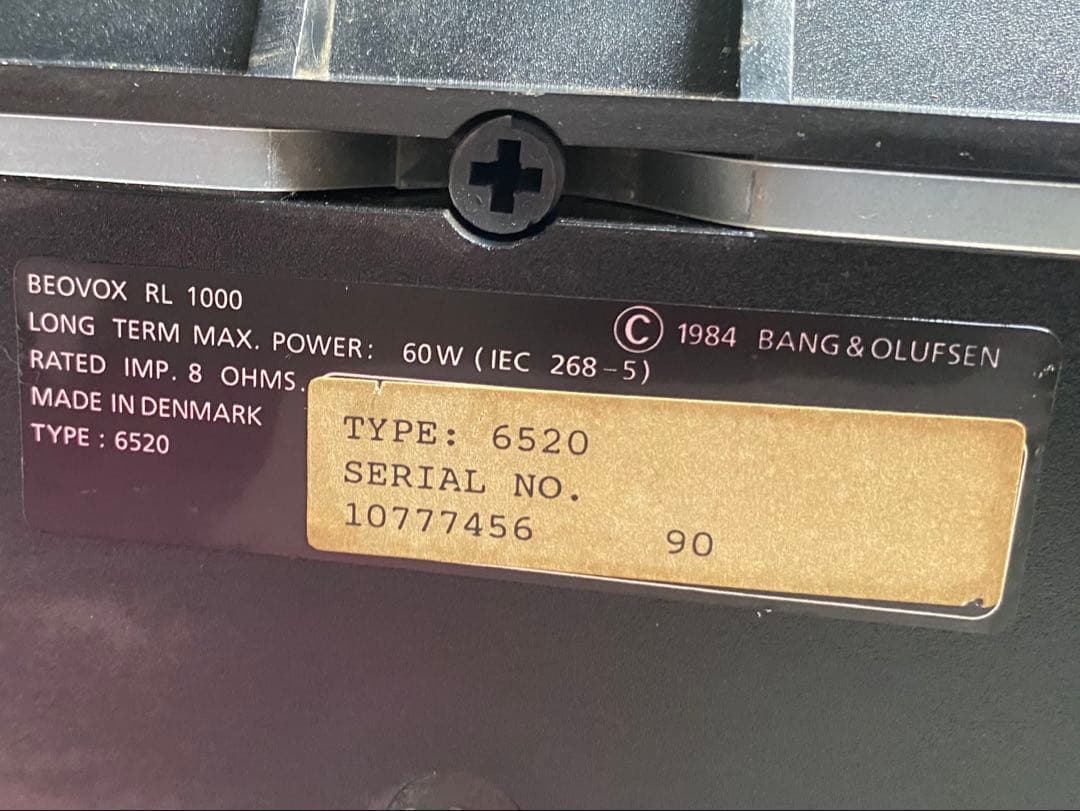 BEOVOX RL 1000
LONG TERM MAX. POWER: 60W (IEC 268-5)
RATED IMP. 8 OHMS.
MADE IN DENMARK
TYPE: 6520
© 1984 BANG & OLUFSEN
TYPE: 6520
SERIAL NO.
10777456 90